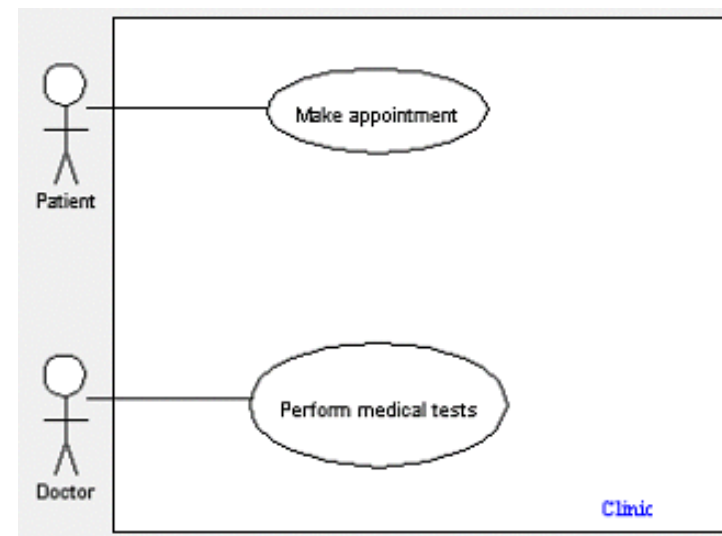 Make appointment
Patient
Perform medical tests
Doctor
Clinic